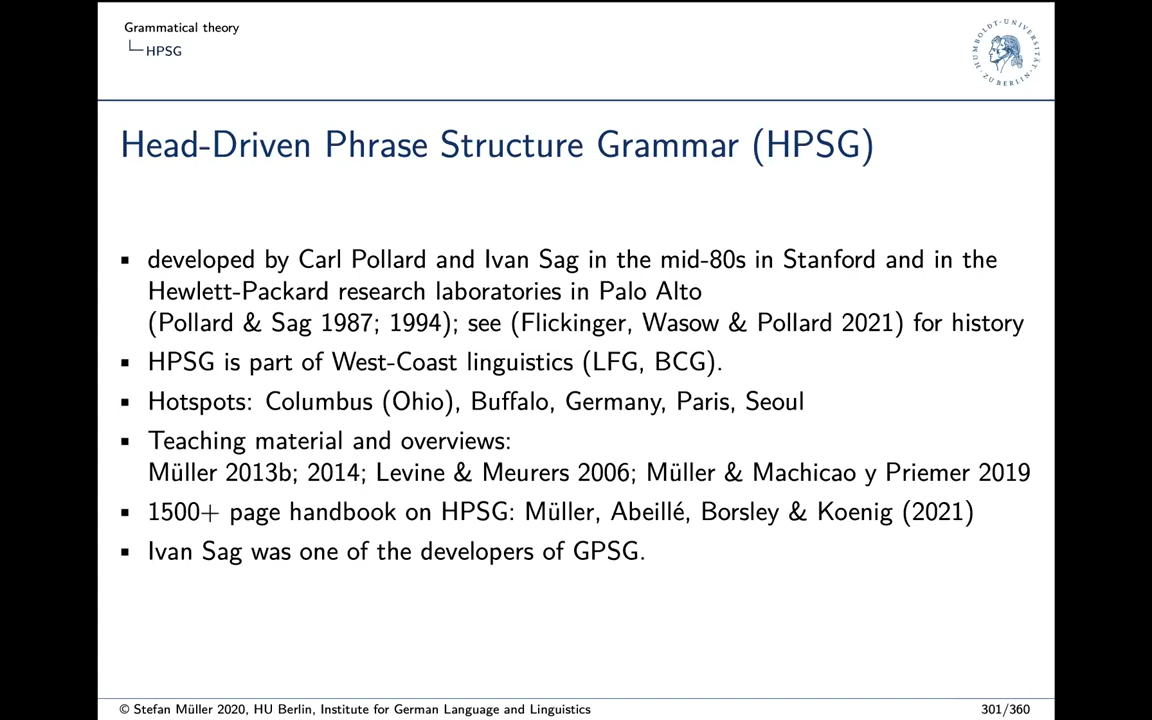 Grammatical theory
HPSG
HUMBOLDT-UNIVERSITÄT ZU BERLIN
Head-Driven Phrase Structure Grammar (HPSG)
▪ developed by Carl Pollard and Ivan Sag in the mid-80s in Stanford and in the
Hewlett-Packard research laboratories in Palo Alto
(Pollard & Sag 1987; 1994); see (Flickinger, Wasow & Pollard 2021) for history
▪ HPSG is part of West-Coast linguistics (LFG, BCG).
▪ Hotspots: Columbus (Ohio), Buffalo, Germany, Paris, Seoul
▪ Teaching material and overviews:
Müller 2013b; 2014; Levine & Meurers 2006; Müller & Machicao y Priemer 2019
▪ 1500+ page handbook on HPSG: Müller, Abeillé, Borsley & Koenig (2021)
▪ Ivan Sag was one of the developers of GPSG.
© Stefan Müller 2020, HU Berlin, Institute for German Language and Linguistics
301/360